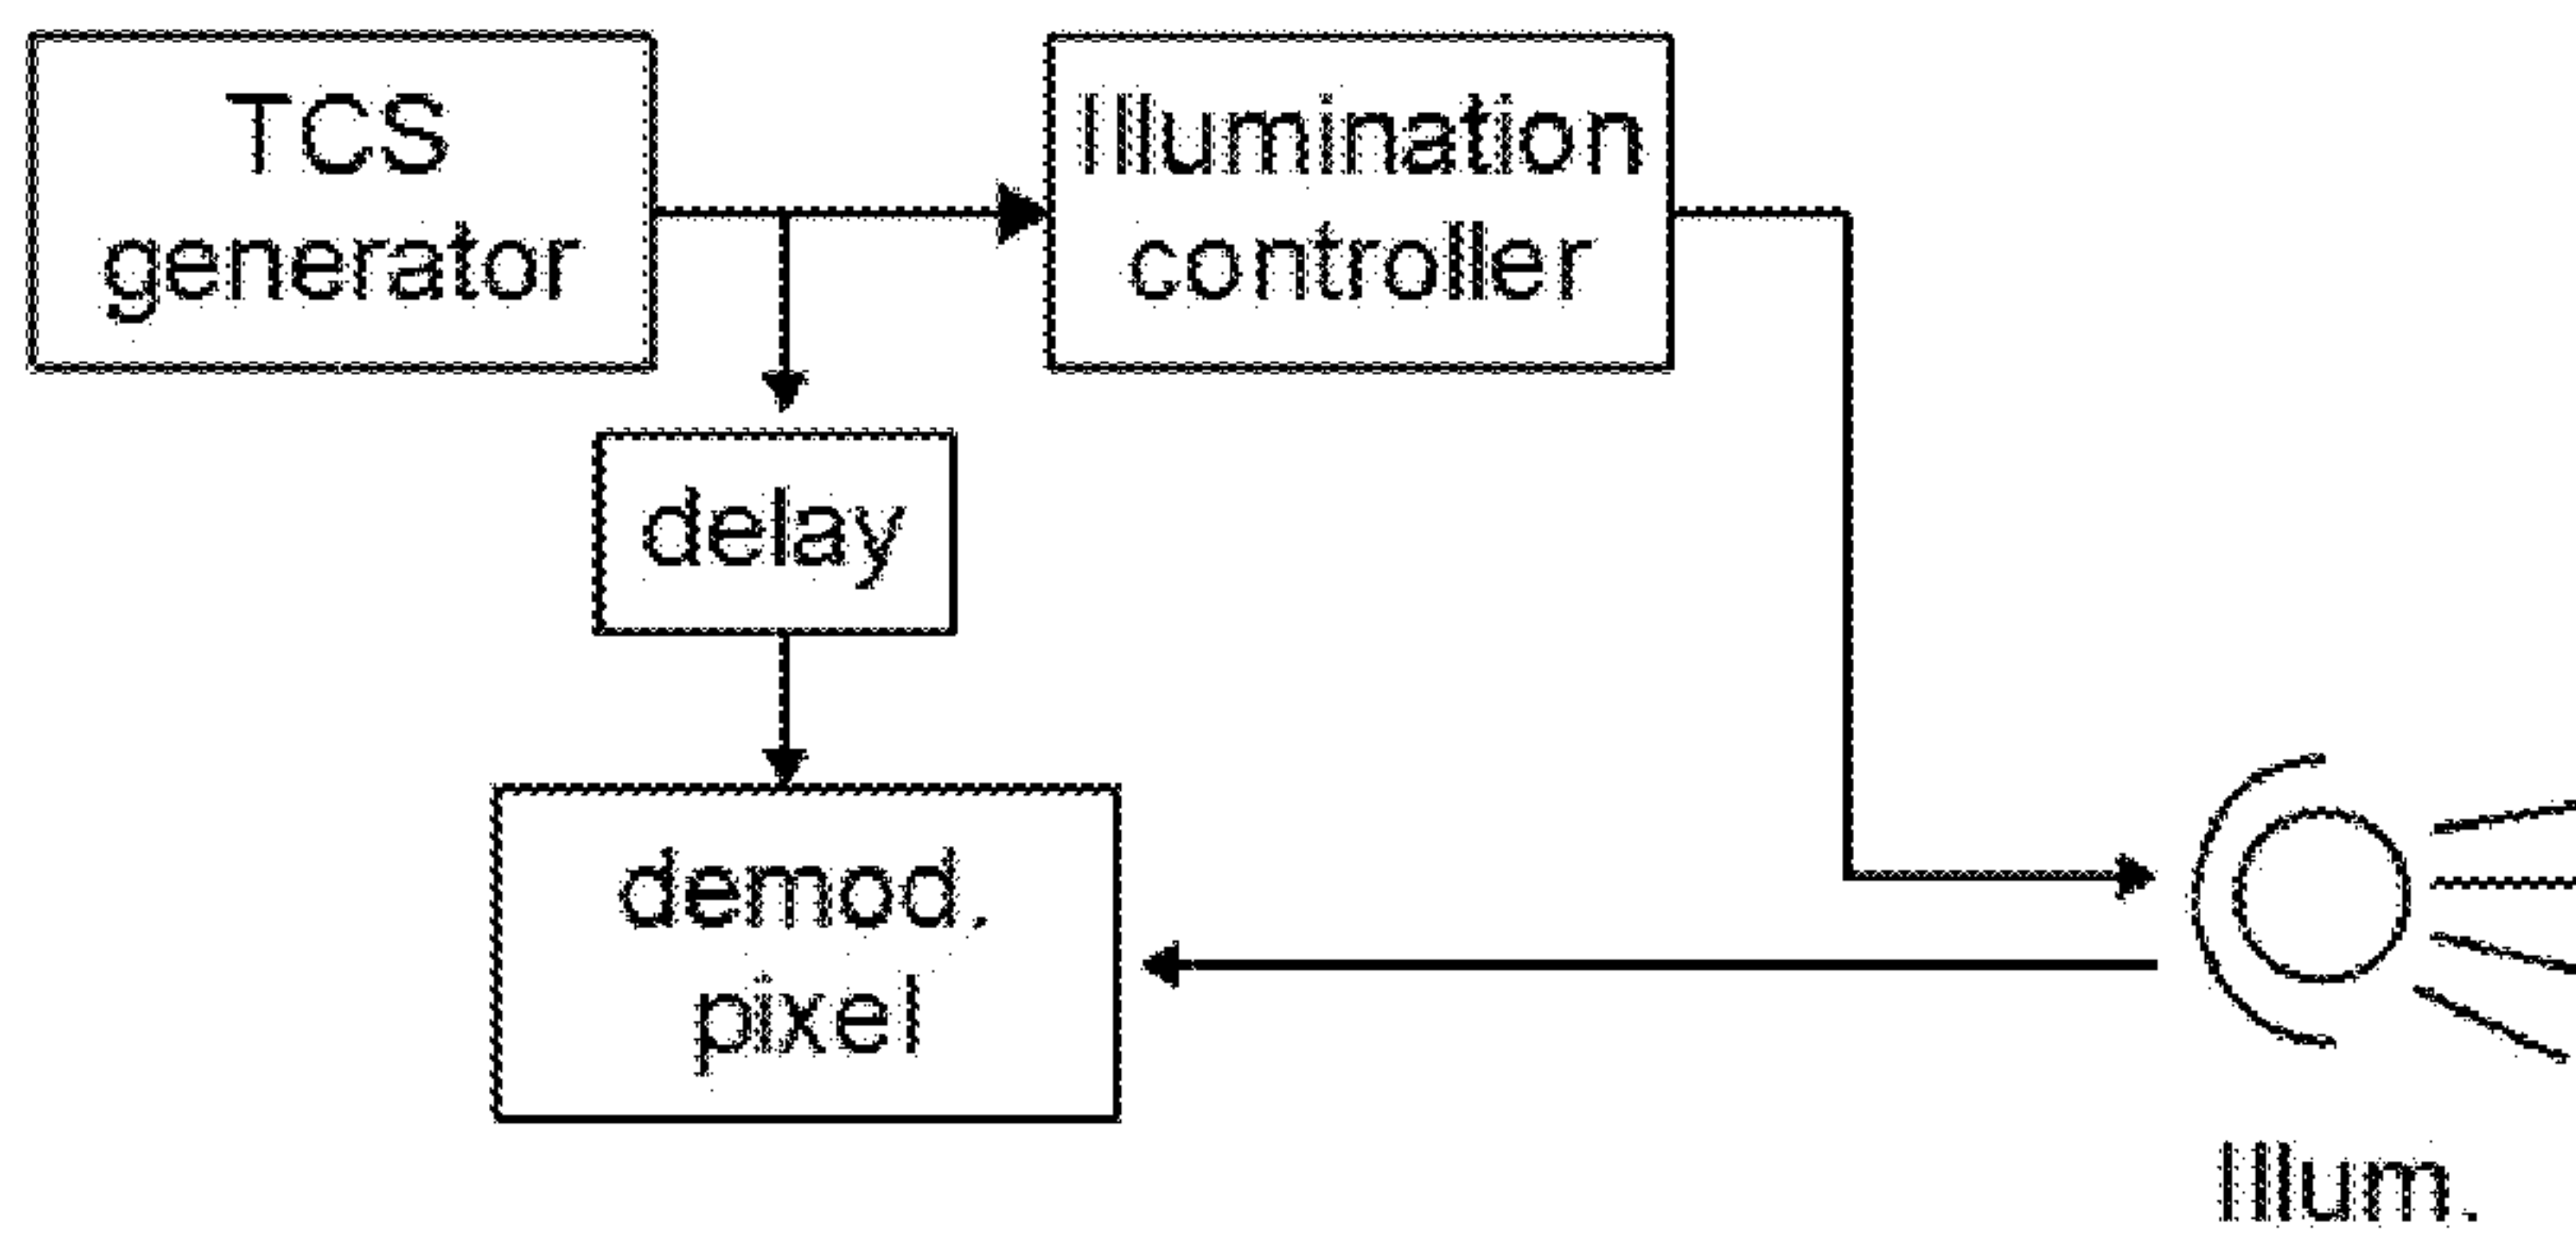 TCS
generator
Illumination
controller
delay
demod.
pixel
Illum.